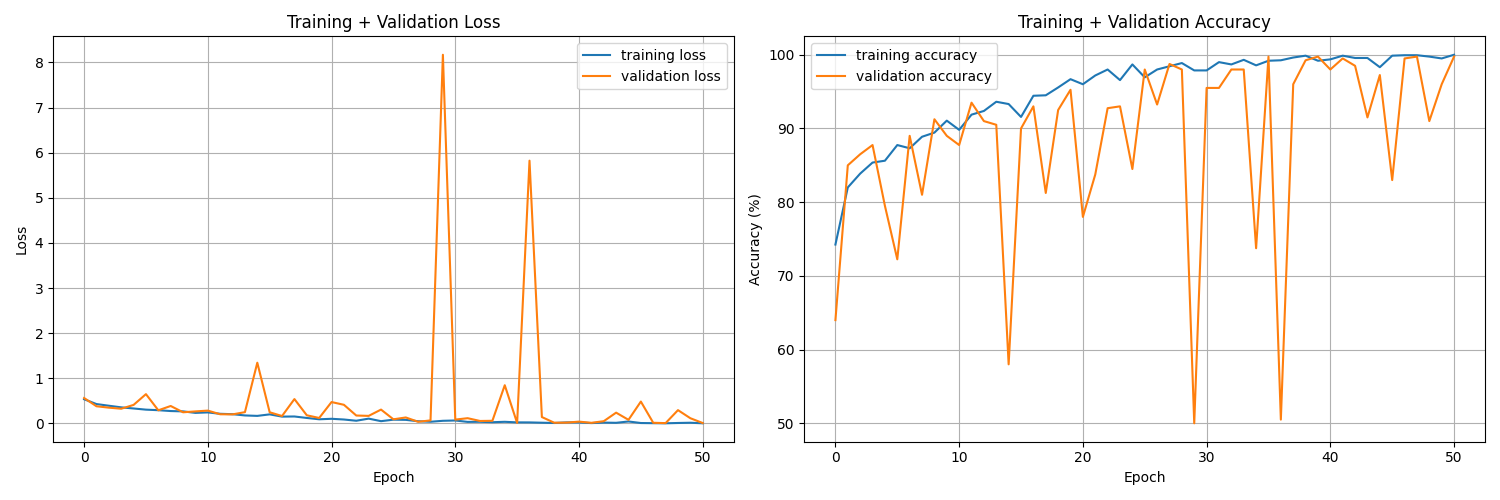 Training + Validation Loss
training loss
validation loss
8
7
6
5
4
3
2
1
0
Loss
0 10 20 30 40 50
Epoch
Training + Validation Accuracy
training accuracy
validation accuracy
100
90
80
70
60
50
Accuracy (%)
0 10 20 30 40 50
Epoch